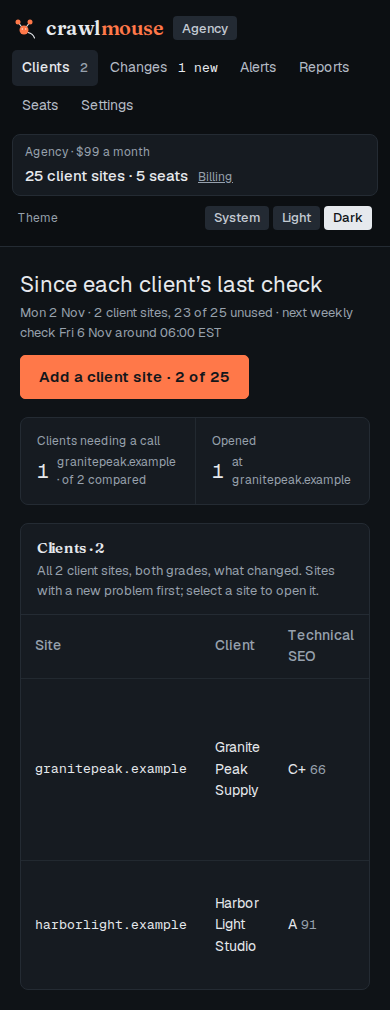 crawlmouse Agency
Clients 2 Changes 1 new Alerts Reports
Seats Settings
Agency · $99 a month
25 client sites · 5 seats Billing
Theme System Light Dark
Since each client’s last check
Mon 2 Nov · 2 client sites, 23 of 25 unused · next weekly
check Fri 6 Nov around 06:00 EST
Add a client site · 2 of 25
Clients needing a call
1 granitepeak.example
· of 2 compared
Opened
1 at
granitepeak.example
Clients · 2
All 2 client sites, both grades, what changed. Sites
with a new problem first; select a site to open it.
Site Client Technical
SEO
granitepeak.example Granite
Peak
Supply
C+ 66
harborlight.example Harbor
Light
Studio
A 91